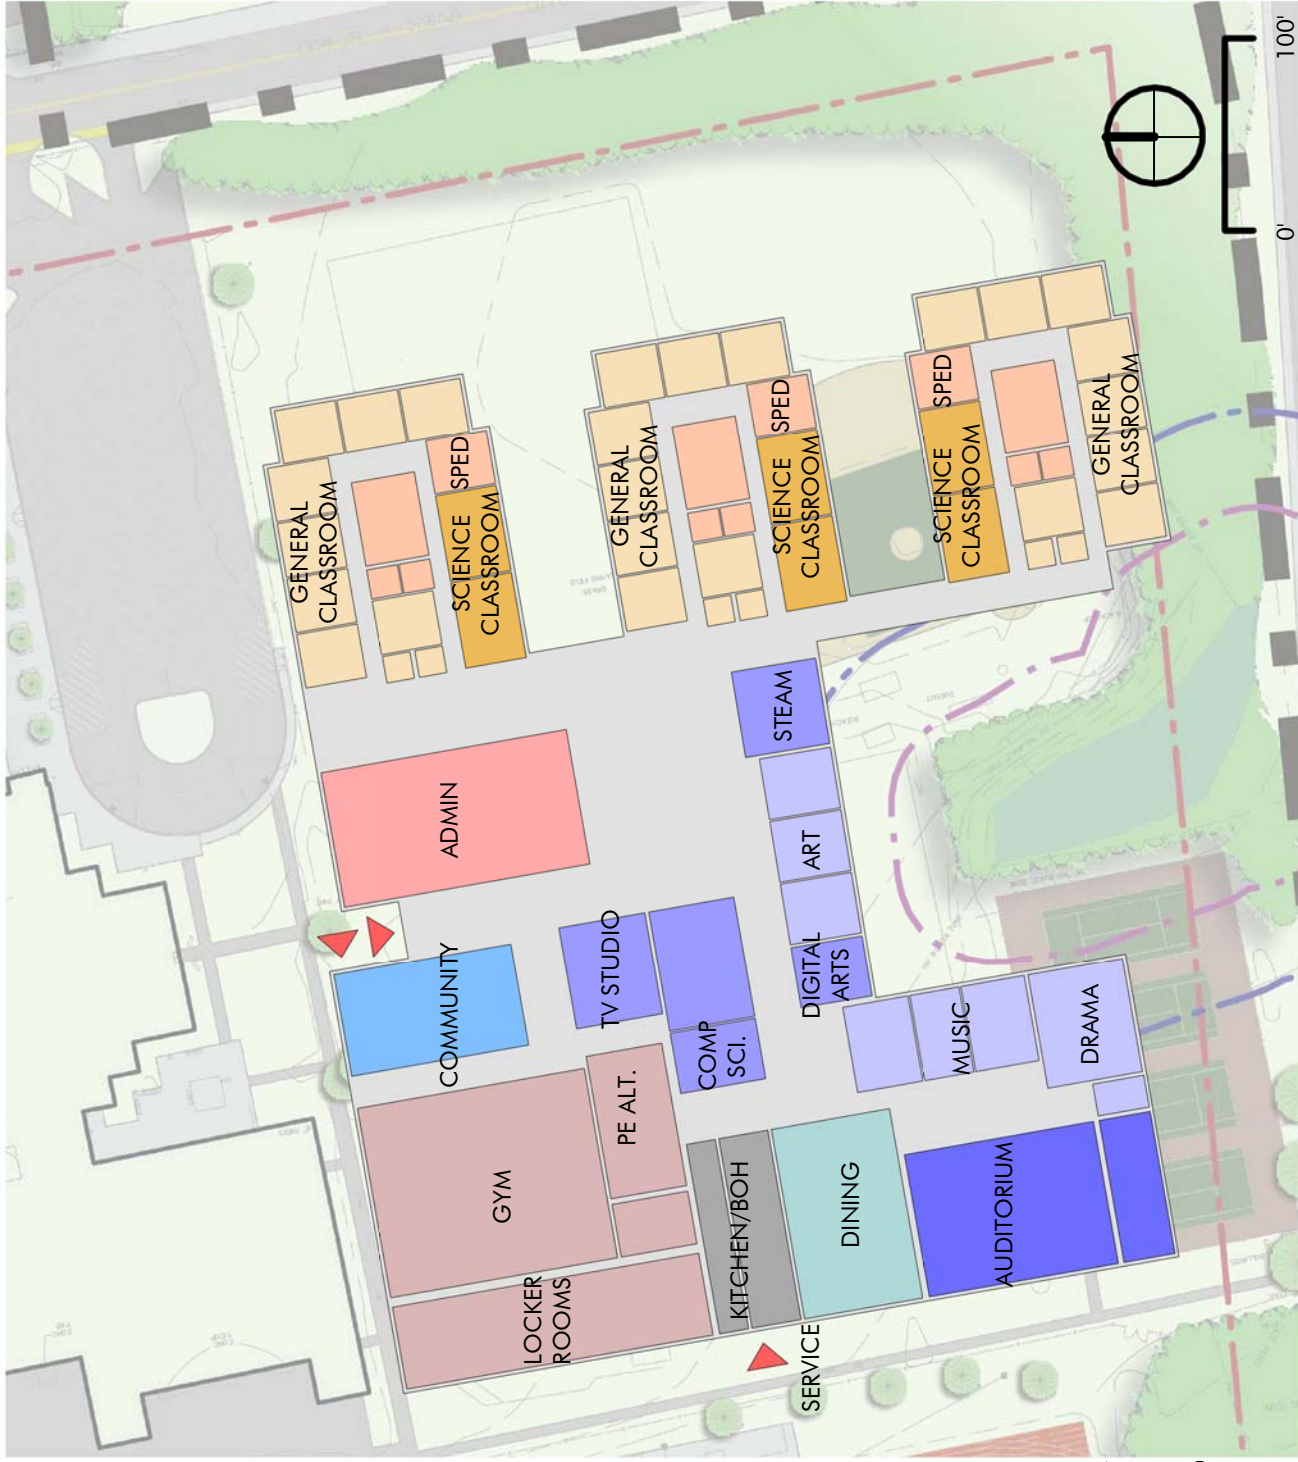 100'
0'
SPED
GENERAL
CLASSROOM
SCIENCE
CLASSROOM
SPED
GENERAL
CLASSROOM
SCIENCE
CLASSROOM
SPED
SCIENCE
CLASSROOM
GENERAL
CLASSROOM
ADMIN
STEAM
ART
DIGITAL
ARTS
COMMUNITY
TV STUDIO
COMP
SCI.
MUSIC
DRAMA
GYM
PE ALT.
LOCKER
ROOMS
KITCHEN/BOH
DINING
AUDITORIUM
SERVICE